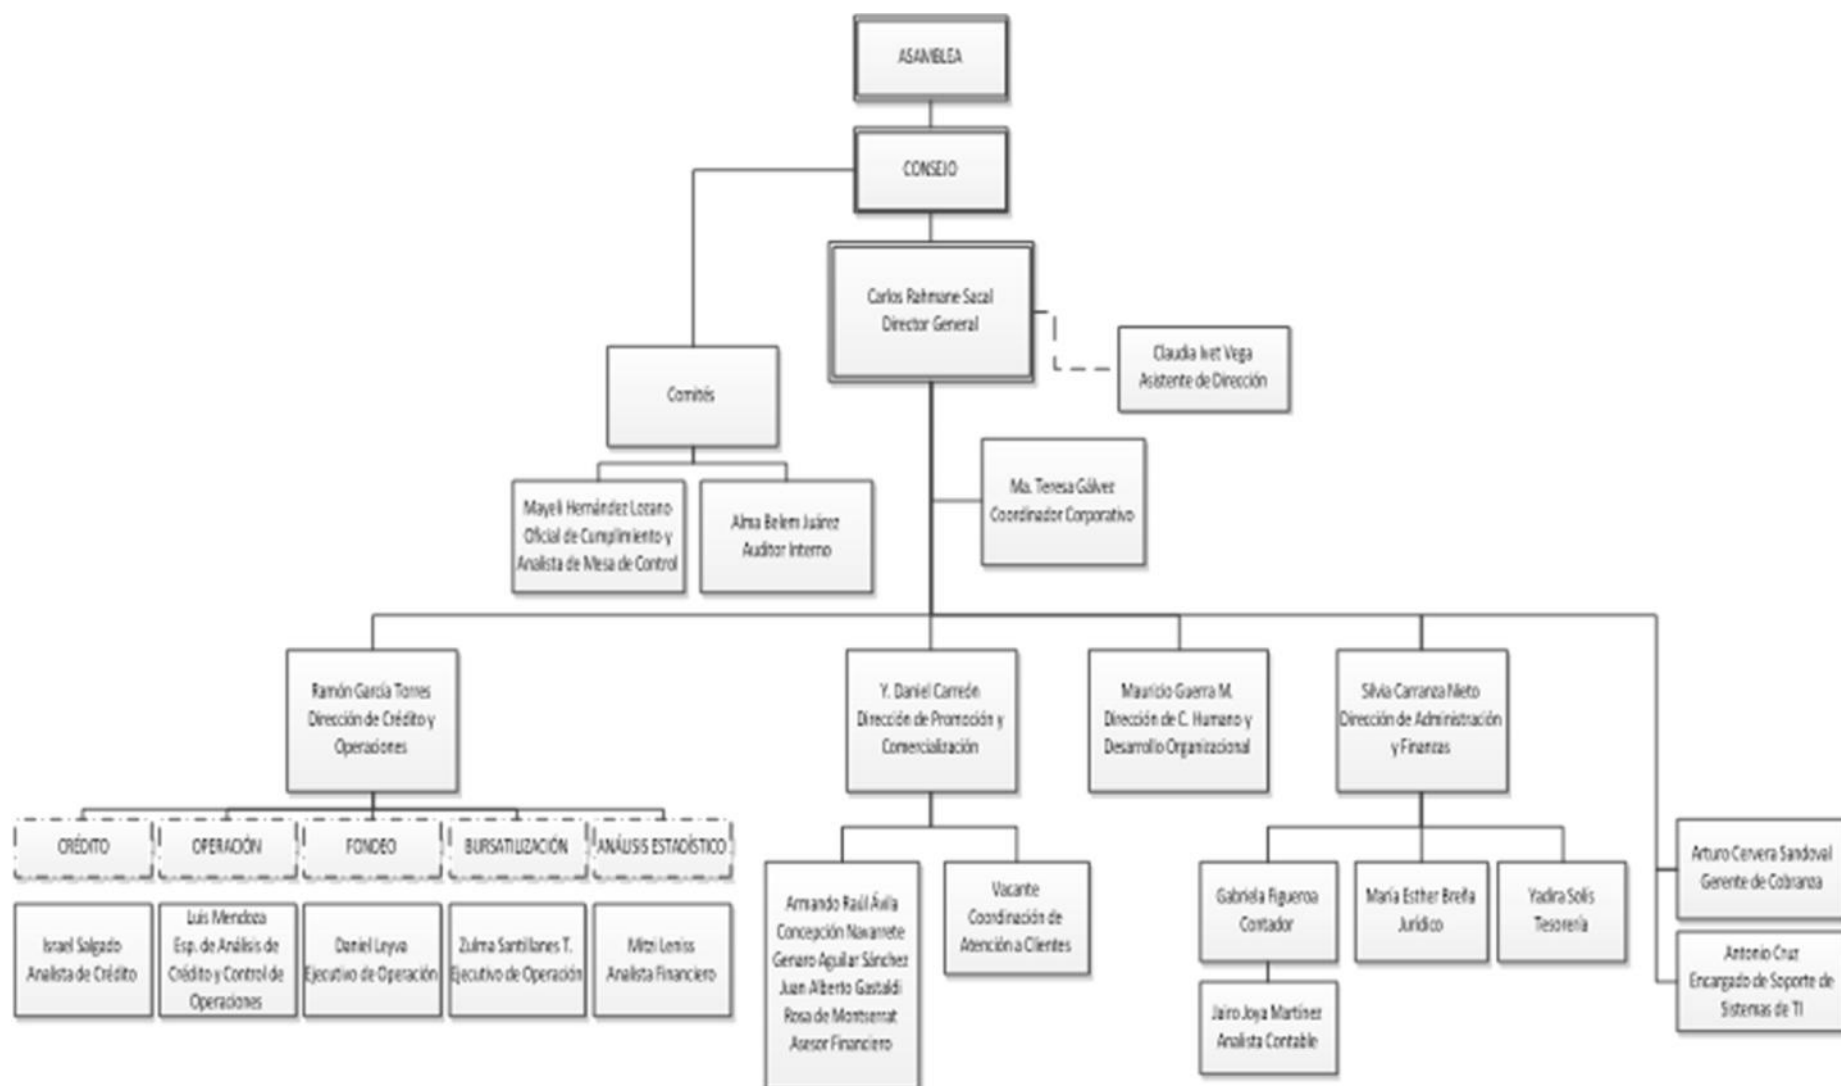 ASAMBLEA
CONSEJO
Carlos Rahmane Sacal
Director General
Claudia Ivet Vega
Asistente de Dirección
Comités
Ma. Teresa Gálvez
Coordinador Corporativo
Mayeli Hernández Lozano
Oficial de Cumplimiento y
Analista de Mesa de Control
Alma Belem Juárez
Auditor Interno
Ramón García Torres
Dirección de Crédito y
Operaciones
Y. Daniel Carreón
Dirección de Promoción y
Comercialización
Mauricio Guerra M.
Dirección de C. Humano y
Desarrollo Organizacional
Silvia Carranza Nieto
Dirección de Administración
y Finanzas
CRÉDITO
OPERACIÓN
FONDEO
BURSATILIZACIÓN
ANÁLISIS ESTADÍSTICO
Israel Salgado
Analista de Crédito
Luis Mendoza
Esp. de Análisis de
Crédito y Control de
Operaciones
Daniel Leyva
Ejecutivo de Operación
Zulma Santillanes T.
Ejecutivo de Operación
Mitzi Leniss
Analista Financiero
Armando Raúl Ávila
Concepción Navarrete
Genaro Aguilar Sánchez
Juan Alberto Gastaldi
Rosa de Montserrat
Asesor Financiero
Vacante
Coordinación de
Atención a Clientes
Gabriela Figueroa
Contador
María Esther Breña
Jurídico
Yadira Solís
Tesorería
Jairo Joya Martínez
Analista Contable
Arturo Cervera Sandoval
Gerente de Cobranza
Antonio Cruz
Encargado de Soporte de
Sistemas de TI